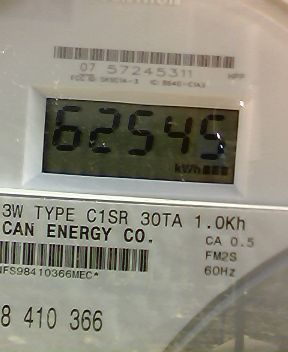 07 57245311
62545
kWh
3W TYPE C1SR 30TA 1.0Kh
CAN ENERGY CO.
CA 0.5
FM2S
60Hz
NFS98410366MEC*
8 410 366